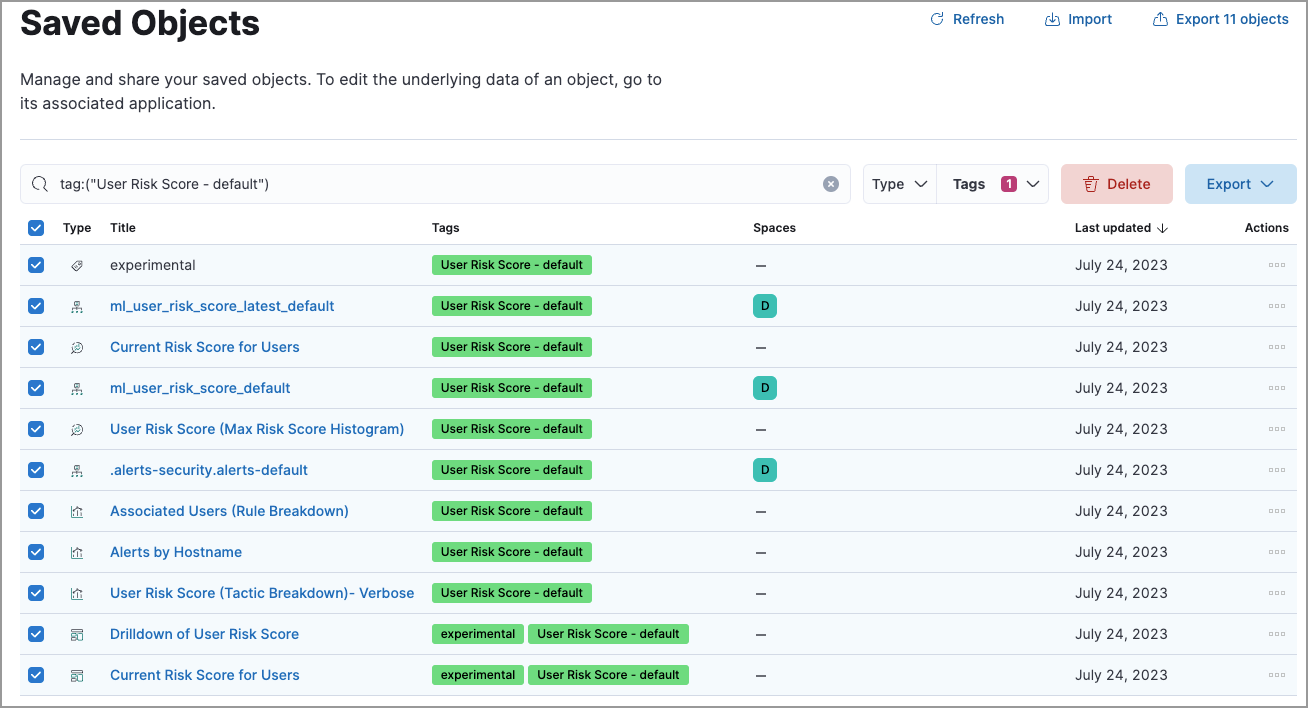 Saved Objects
Refresh
Import
Export 11 objects
Manage and share your saved objects. To edit the underlying data of an object, go to
its associated application.
tag:("User Risk Score - default")
Type
Tags 1
Delete
Export
Type Title Tags Spaces Last updated Actions
experimental User Risk Score - default — July 24, 2023
ml_user_risk_score_latest_default User Risk Score - default D July 24, 2023
Current Risk Score for Users User Risk Score - default — July 24, 2023
ml_user_risk_score_default User Risk Score - default D July 24, 2023
User Risk Score (Max Risk Score Histogram) User Risk Score - default — July 24, 2023
.alerts-security.alerts-default User Risk Score - default D July 24, 2023
Associated Users (Rule Breakdown) User Risk Score - default — July 24, 2023
Alerts by Hostname User Risk Score - default — July 24, 2023
User Risk Score (Tactic Breakdown)- Verbose User Risk Score - default — July 24, 2023
Drilldown of User Risk Score experimental User Risk Score - default — July 24, 2023
Current Risk Score for Users experimental User Risk Score - default — July 24, 2023